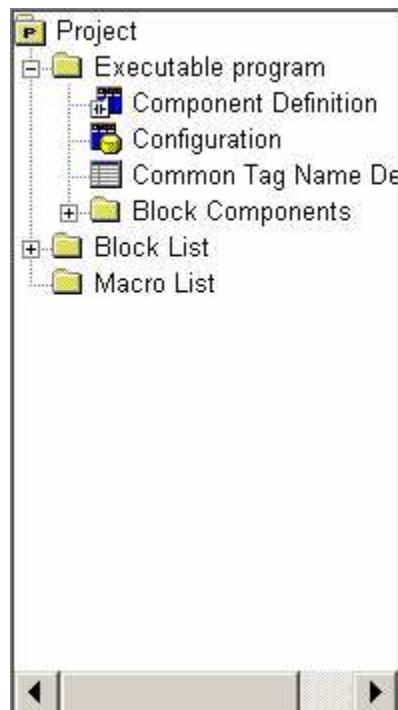 Project
Executable program
Component Definition
Configuration
Common Tag Name De
Block Components
Block List
Macro List